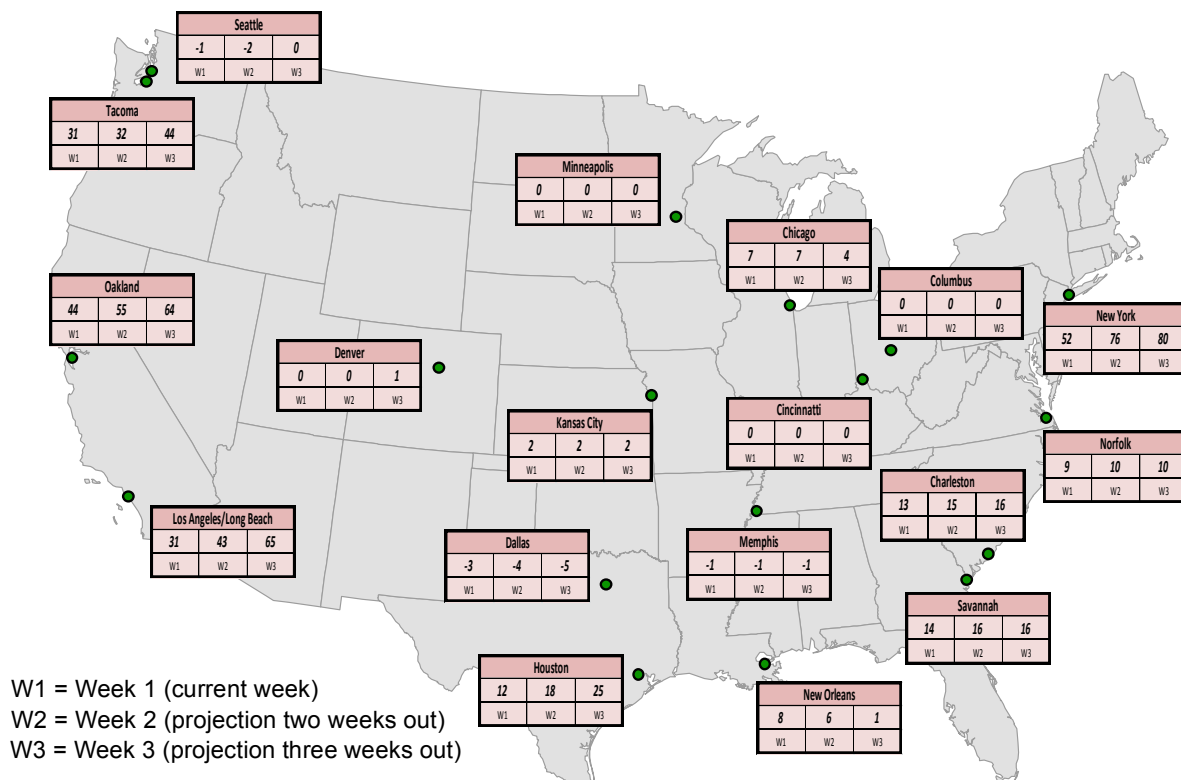 Seattle
-1 -2 0
W1 W2 W3
Tacoma
31 32 44
W1 W2 W3
Minneapolis
0 0 0
W1 W2 W3
Chicago
7 7 4
W1 W2 W3
Columbus
0 0 0
W1 W2 W3
Oakland
44 55 64
W1 W2 W3
New York
52 76 80
W1 W2 W3
Denver
0 0 1
W1 W2 W3
Kansas City
2 2 2
W1 W2 W3
Cincinnatti
0 0 0
W1 W2 W3
Norfolk
9 10 10
W1 W2 W3
Charleston
13 15 16
W1 W2 W3
Los Angeles/Long Beach
31 43 65
W1 W2 W3
Dallas
-3 -4 -5
W1 W2 W3
Memphis
-1 -1 -1
W1 W2 W3
Savannah
14 16 16
W1 W2 W3
Houston
12 18 25
W1 W2 W3
New Orleans
8 6 1
W1 W2 W3
W1 = Week 1 (current week)
W2 = Week 2 (projection two weeks out)
W3 = Week 3 (projection three weeks out)